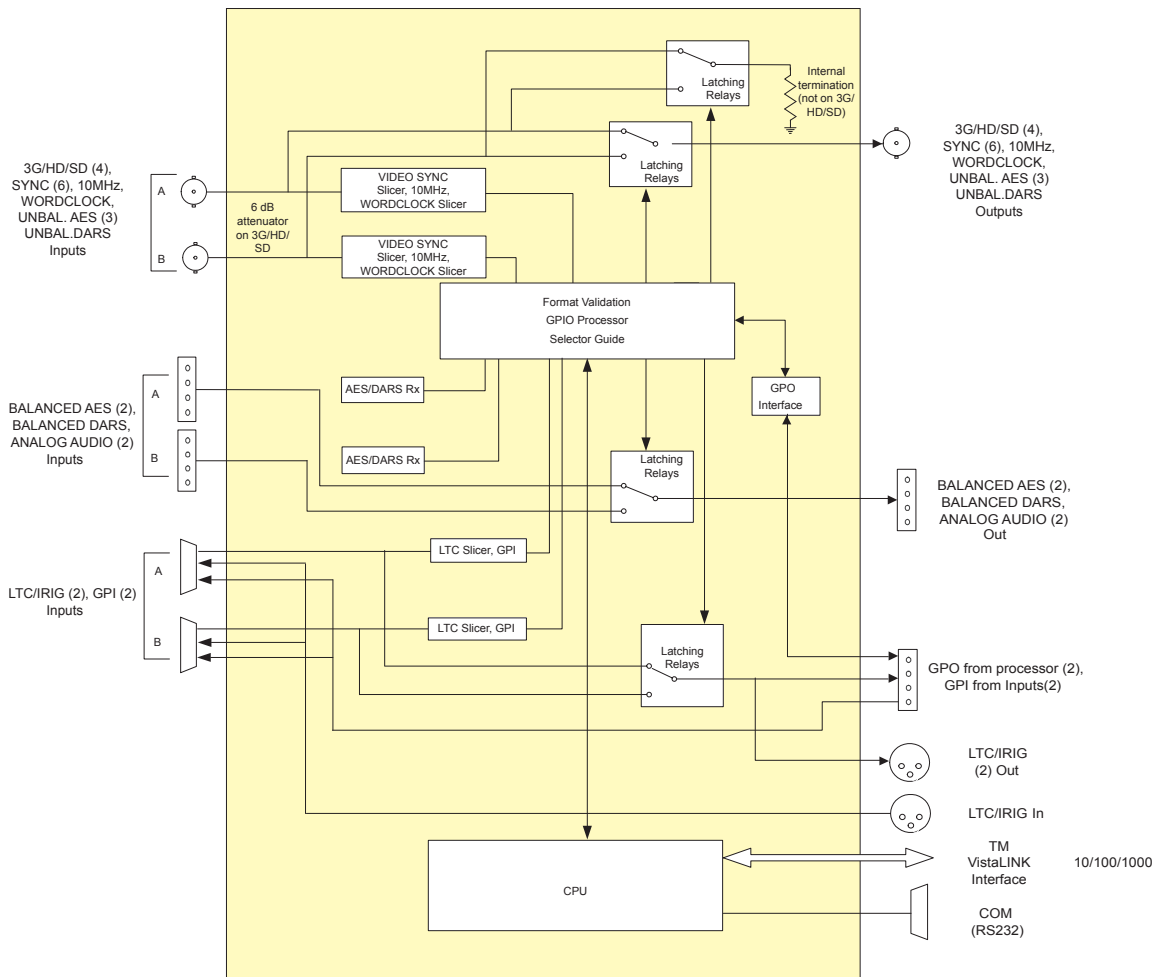 Latching
Relays
Internal
termination
(not on 3G/
HD/SD)
Latching
Relays
3G/HD/SD (4),
SYNC (6), 10MHz,
WORDCLOCK,
UNBAL. AES (3)
UNBAL.DARS
Outputs
3G/HD/SD (4),
SYNC (6), 10MHz,
WORDCLOCK,
UNBAL. AES (3)
UNBAL.DARS
Inputs
A
B
6 dB
attenuator
on 3G/HD/
SD
VIDEO SYNC
Slicer, 10MHz,
WORDCLOCK Slicer
VIDEO SYNC
Slicer, 10MHz,
WORDCLOCK Slicer
Format Validation
GPIO Processor
Selector Guide
GPO
Interface
AES/DARS Rx
AES/DARS Rx
BALANCED AES (2),
BALANCED DARS,
ANALOG AUDIO (2)
Inputs
A
B
Latching
Relays
BALANCED AES (2),
BALANCED DARS,
ANALOG AUDIO (2)
Out
LTC Slicer, GPI
LTC/IRIG (2), GPI (2)
Inputs
A
B
LTC Slicer, GPI
Latching
Relays
GPO from processor (2),
GPI from Inputs(2)
LTC/IRIG
(2) Out
LTC/IRIG In
CPU
TM
VistaLINK
Interface
10/100/1000
COM
(RS232)